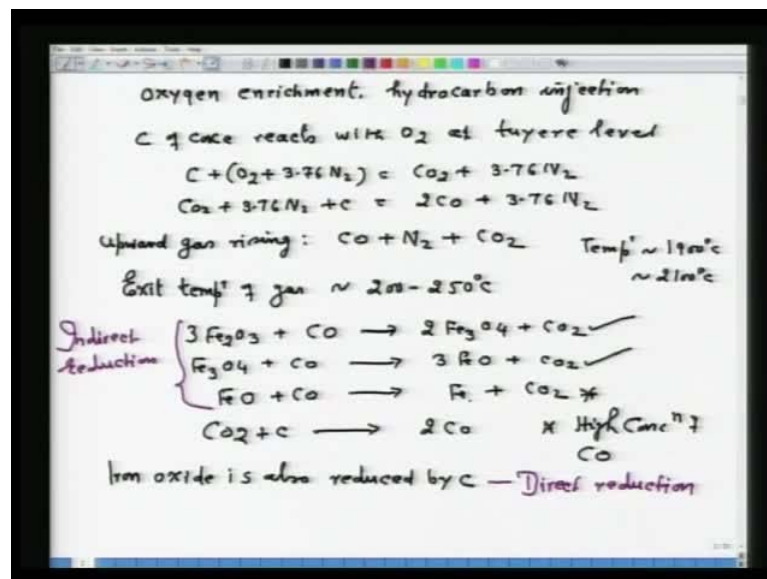 oxygen enrichment. hydrocarbon injection
C of coke reacts with O2 at tuyere level
C + (O2 + 3.76 N2) = CO2 + 3.76 N2
CO2 + 3.76 N2 + C = 2CO + 3.76 N2
Upward gas rising: CO + N2 + CO2 Temp' ~ 1900°C
~ 2100°C
Exit temp' of gas ~ 200-250°C
Indirect reduction
3 Fe2O3 + CO → 2 Fe3O4 + CO2 ✓
Fe3O4 + CO → 3 FeO + CO2 ✓
FeO + CO → Fe. + CO2 *
CO2 + C → 2 CO * High Concn of
CO
Iron oxide is also reduced by C — Direct reduction